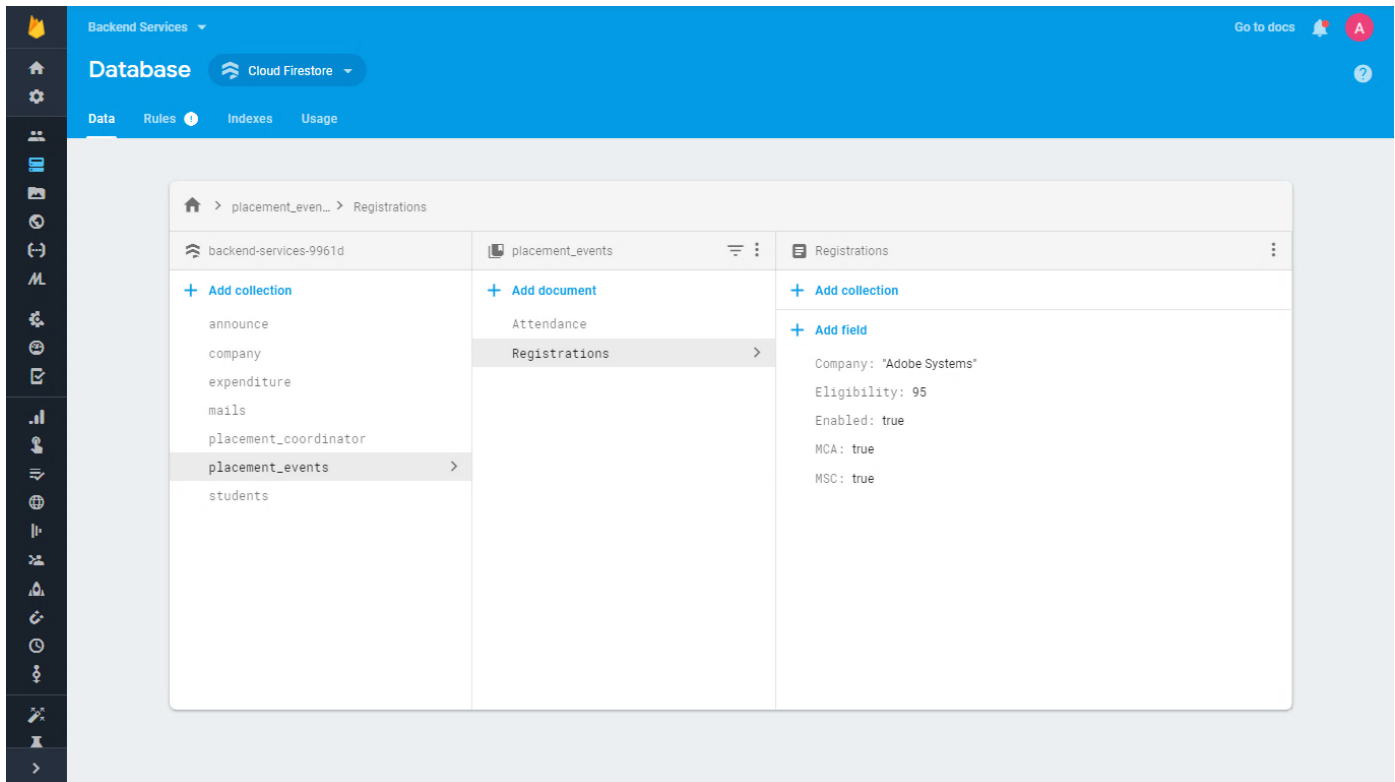 Backend Services
Go to docs
A
Database
Cloud Firestore
?
Data Rules ! Indexes Usage
placement_even... > Registrations
backend-services-9961d
placement_events
Registrations
+ Add collection
+ Add document
+ Add collection
announce
company
expenditure
mails
placement_coordinator
placement_events
students
Attendance
Registrations
+ Add field
Company: "Adobe Systems"
Eligibility: 95
Enabled: true
MCA: true
MSC: true